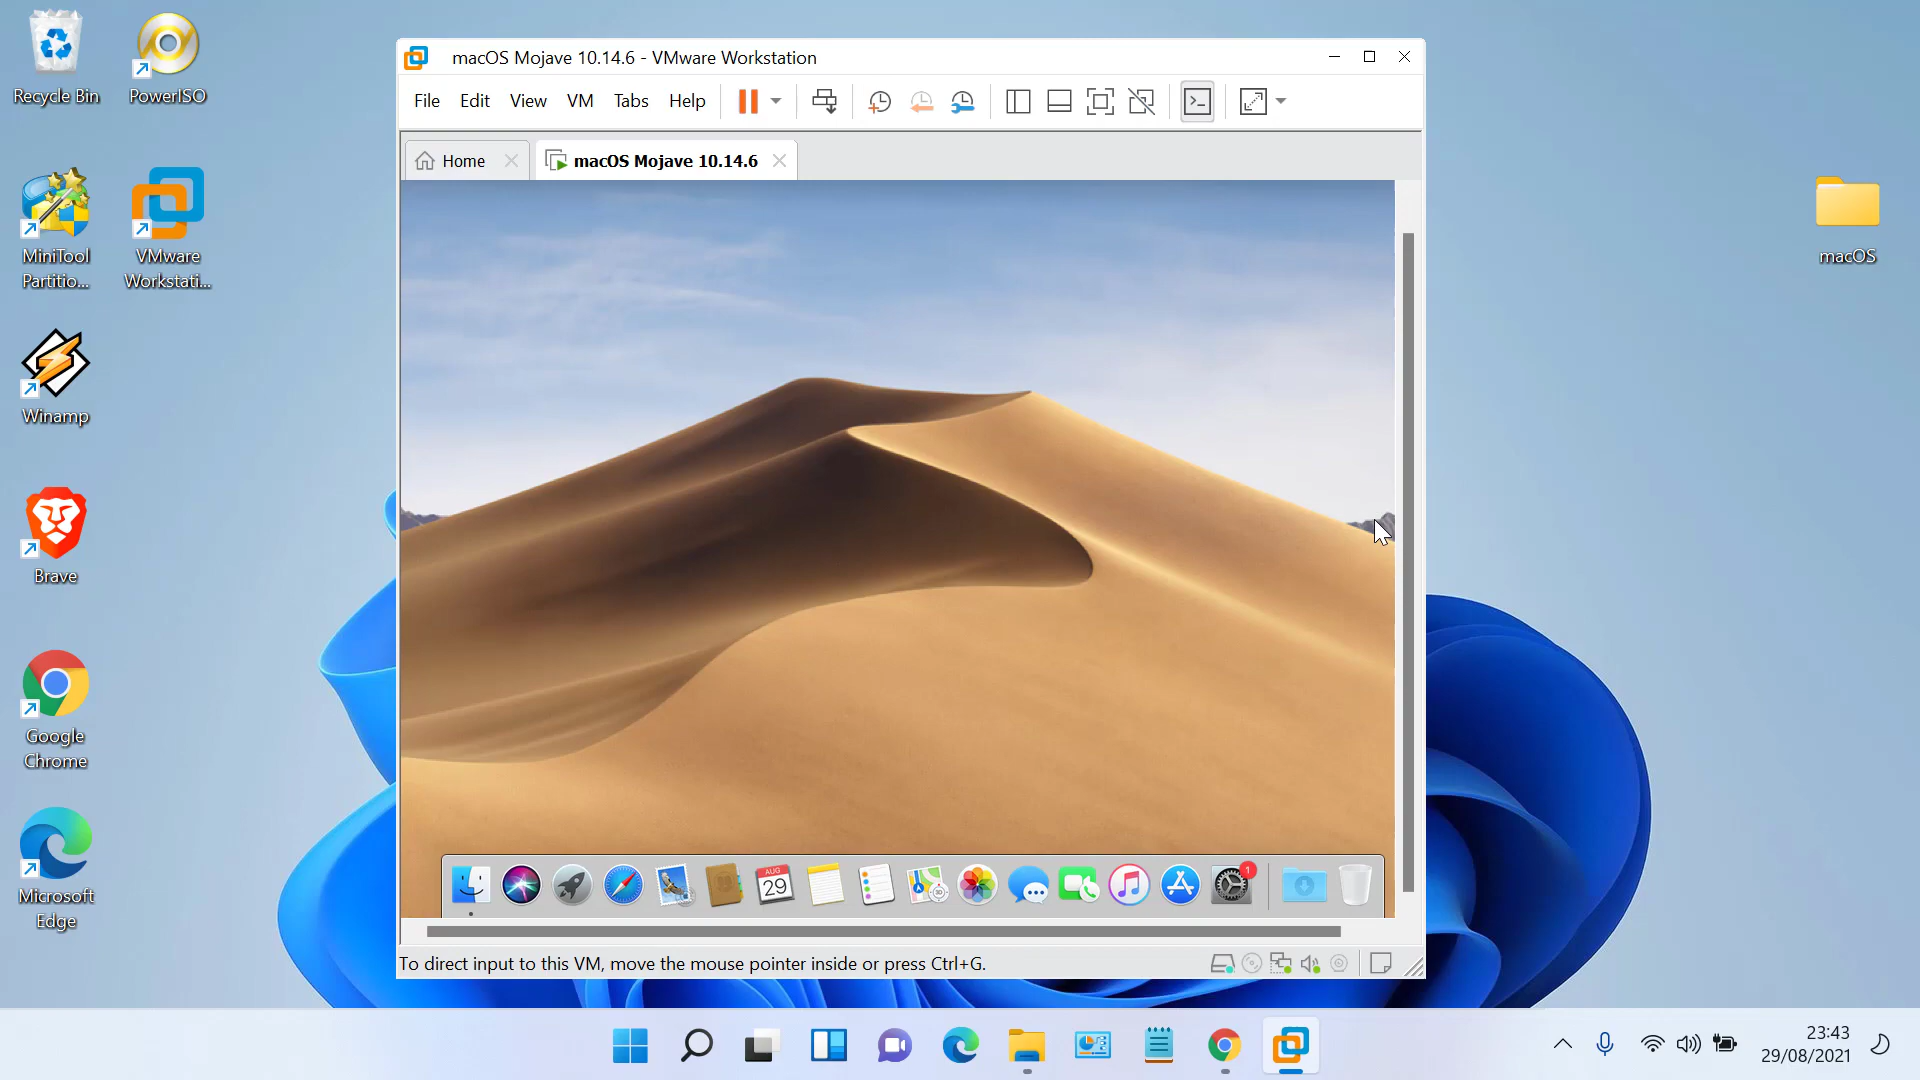 Recycle Bin
PowerISO
MiniTool
Partitio...
VMware
Workstati...
Winamp
Brave
Google
Chrome
Microsoft
Edge
macOS Mojave 10.14.6 - VMware Workstation
File Edit View VM Tabs Help
Home
macOS Mojave 10.14.6
AUG
29
1
To direct input to this VM, move the mouse pointer inside or press Ctrl+G.
macOS
23:43
29/08/2021